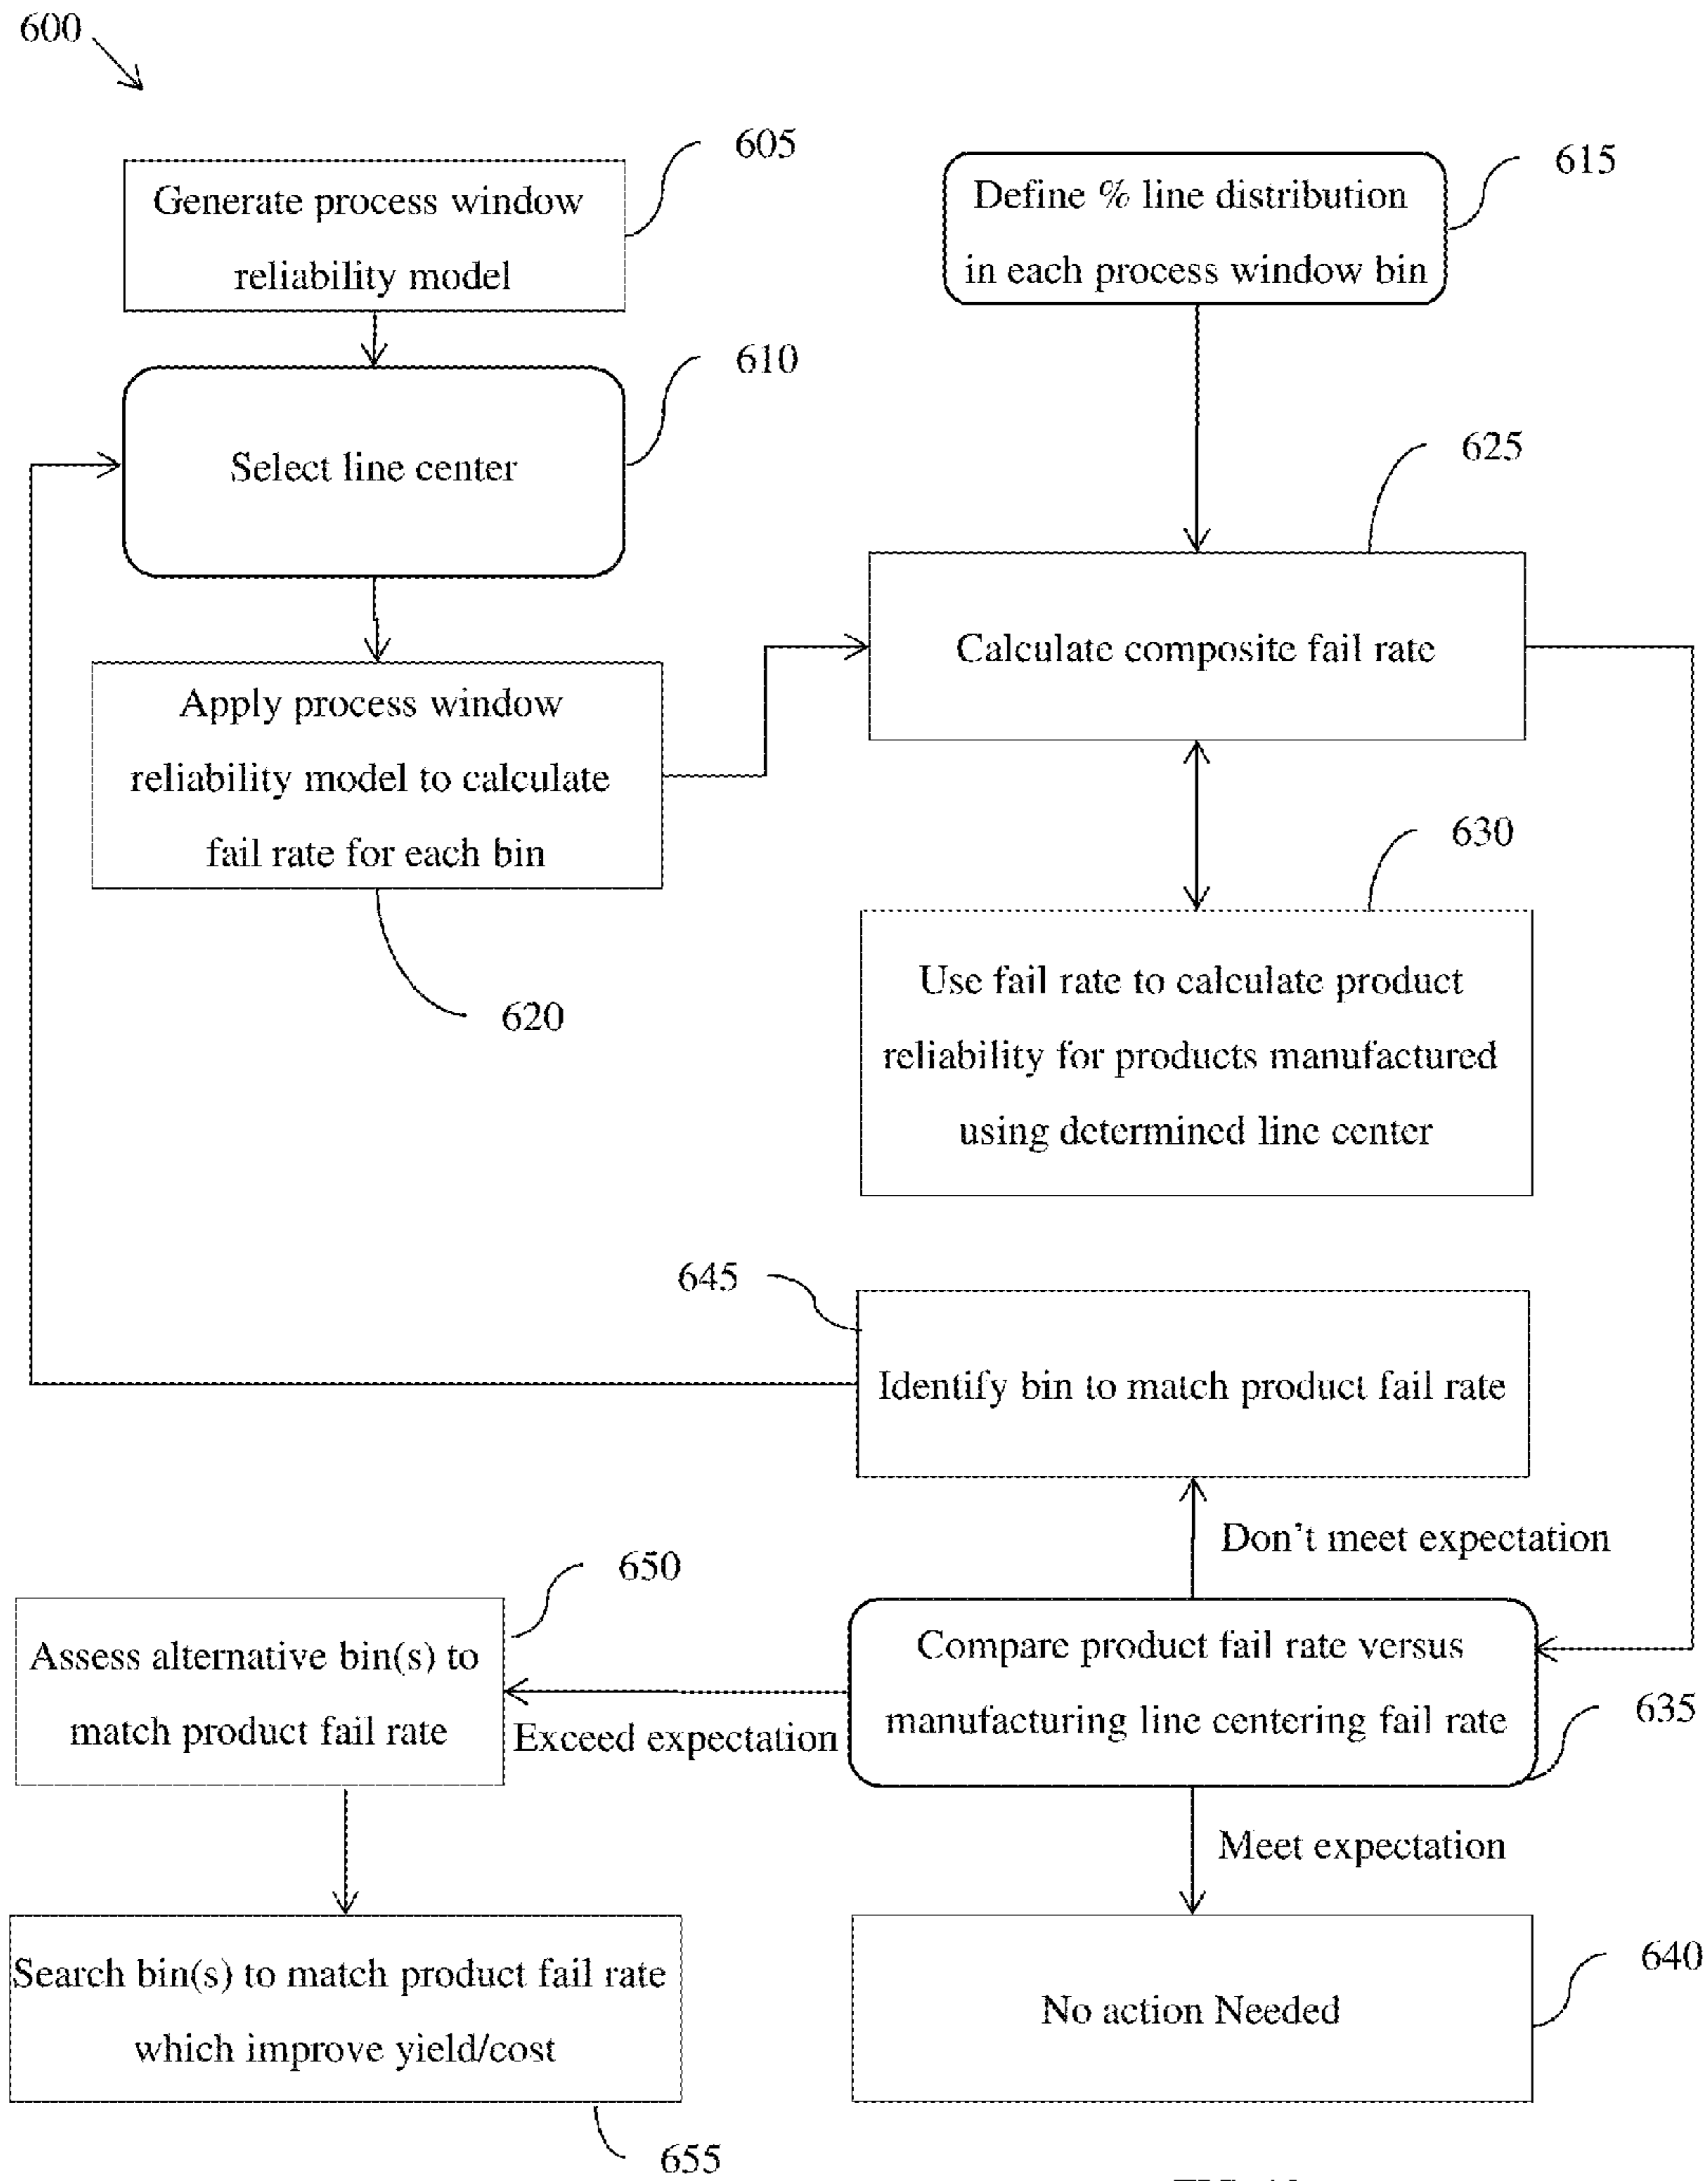 600
605
Generate process window
reliability model
615
Define % line distribution
in each process window bin
610
Select line center
625
Calculate composite fail rate
Apply process window
reliability model to calculate
fail rate for each bin
620
630
Use fail rate to calculate product
reliability for products manufactured
using determined line center
645
Identify bin to match product fail rate
Don't meet expectation
650
Assess alternative bin(s) to
match product fail rate
Exceed expectation
Compare product fail rate versus
manufacturing line centering fail rate
635
Meet expectation
Search bin(s) to match product fail rate
which improve yield/cost
655
No action Needed
640